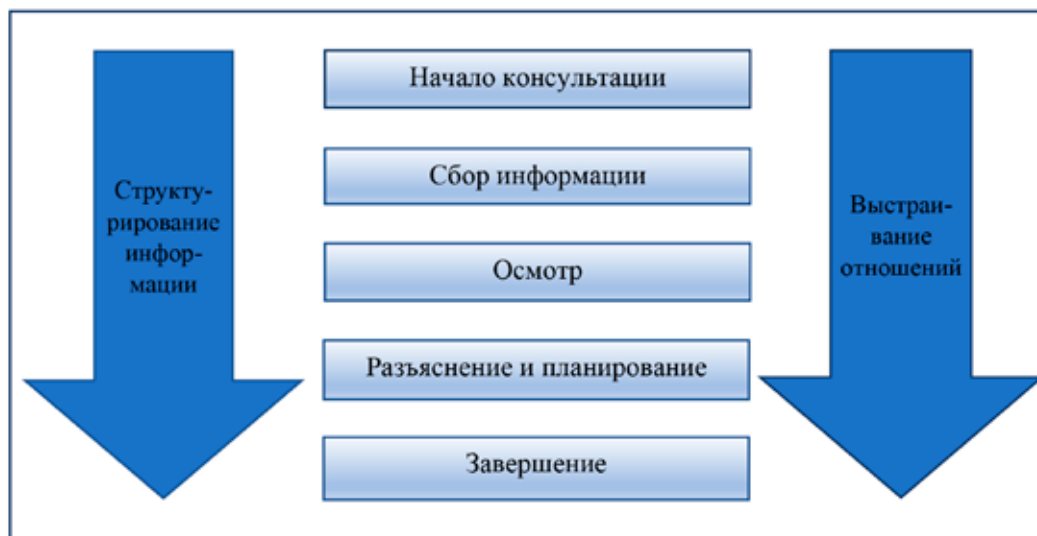 Начало консультации
Сбор информации
Осмотр
Разъяснение и планирование
Завершение
Структу-
рирование
инфор-
мации
Выстраи-
вание
отношений